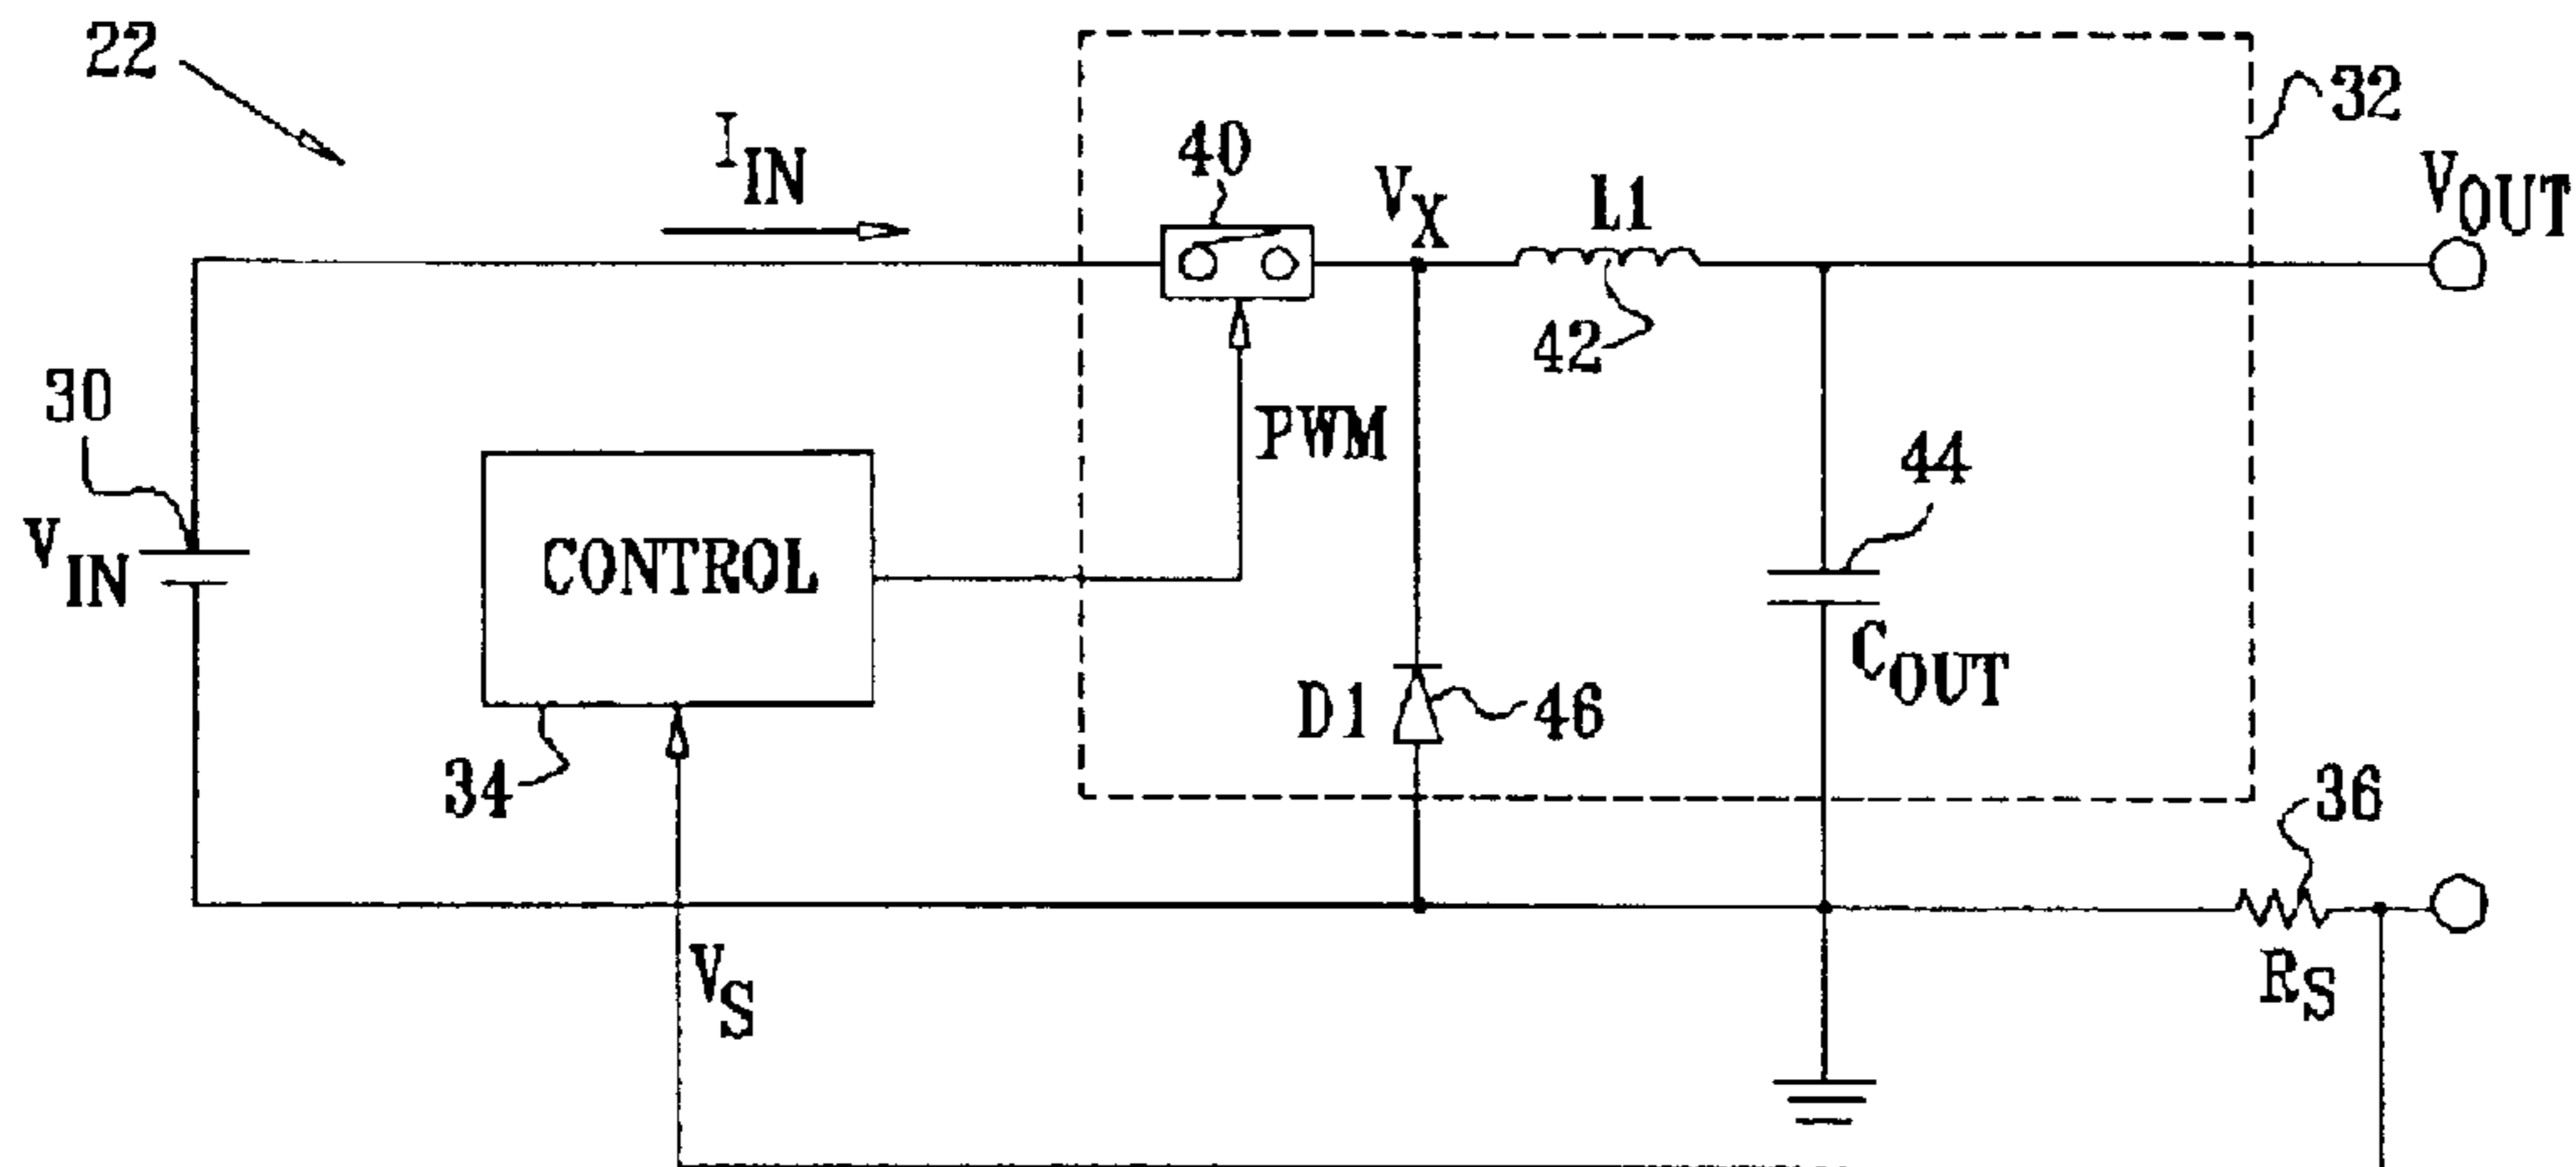 22
32
I_IN
40
V_X
L1
V_OUT
42
30
PWM
44
V_IN
CONTROL
C_OUT
D1
46
34
36
V_S
R_S